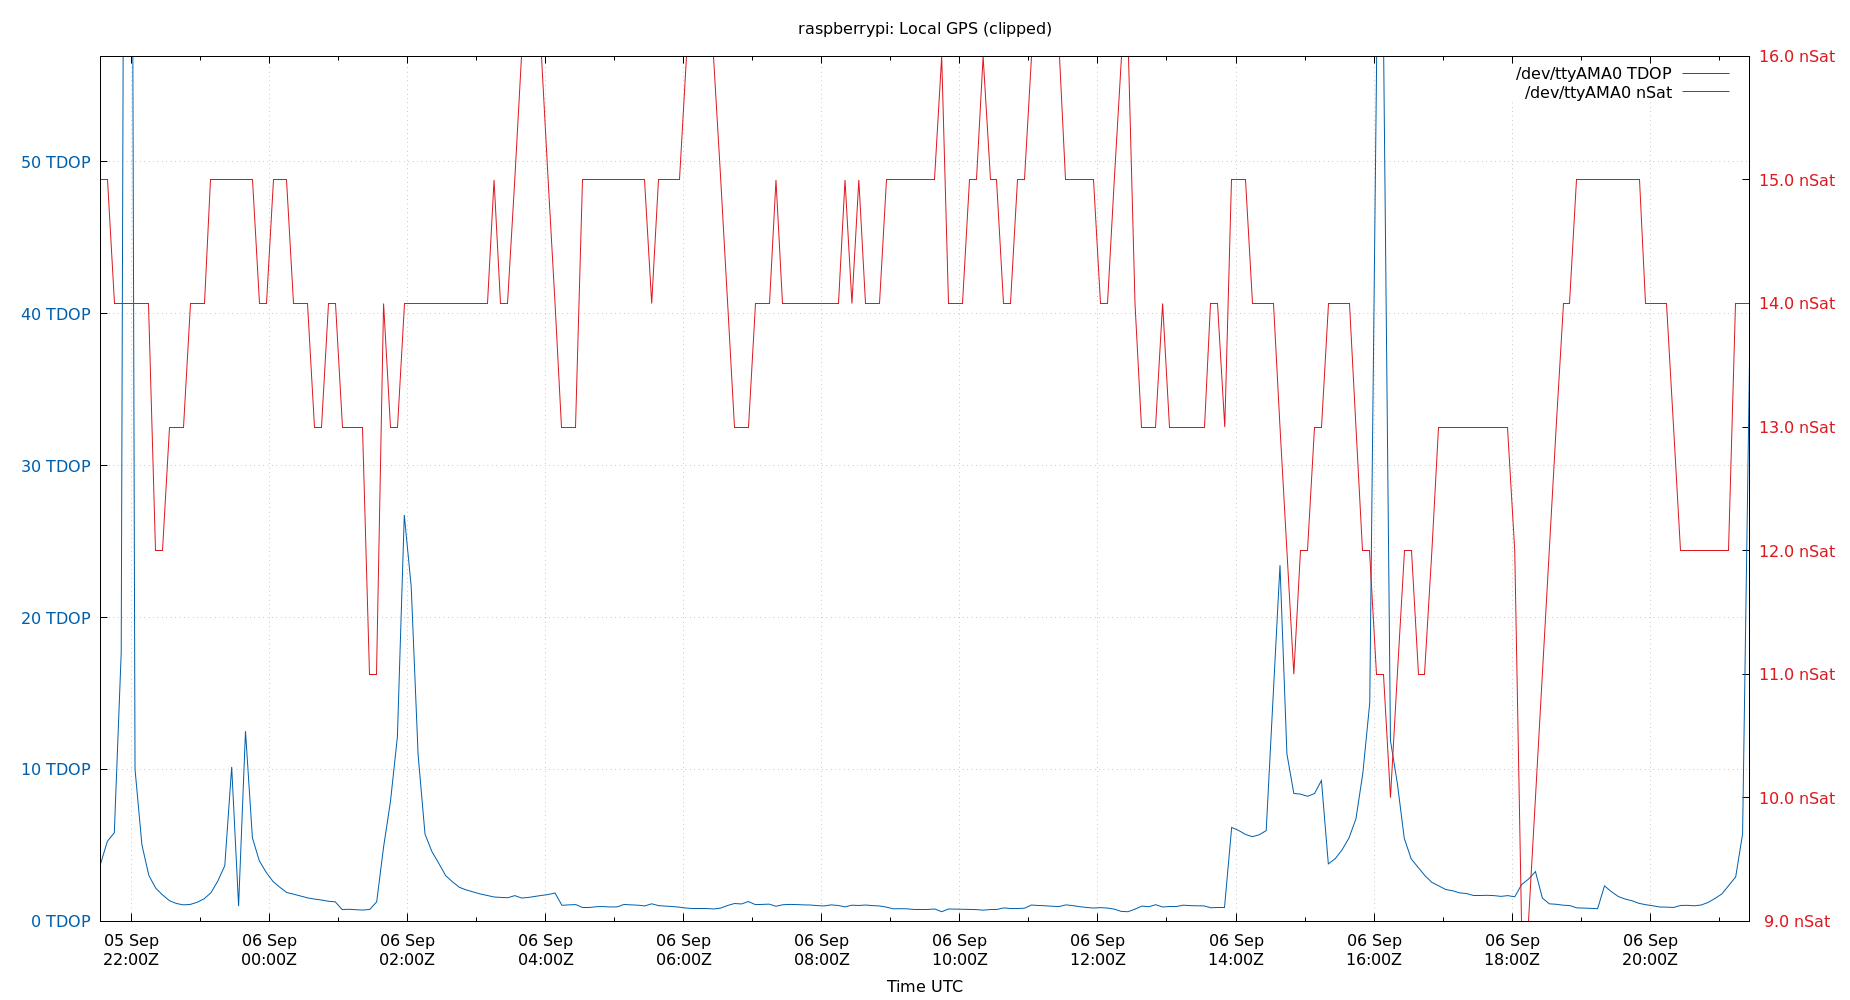 raspberrypi: Local GPS (clipped)
/dev/ttyAMA0 TDOP
/dev/ttyAMA0 nSat
50 TDOP
40 TDOP
30 TDOP
20 TDOP
10 TDOP
0 TDOP
16.0 nSat
15.0 nSat
14.0 nSat
13.0 nSat
12.0 nSat
11.0 nSat
10.0 nSat
9.0 nSat
05 Sep
22:00Z
06 Sep
00:00Z
06 Sep
02:00Z
06 Sep
04:00Z
06 Sep
06:00Z
06 Sep
08:00Z
06 Sep
10:00Z
06 Sep
12:00Z
06 Sep
14:00Z
06 Sep
16:00Z
06 Sep
18:00Z
06 Sep
20:00Z
Time UTC